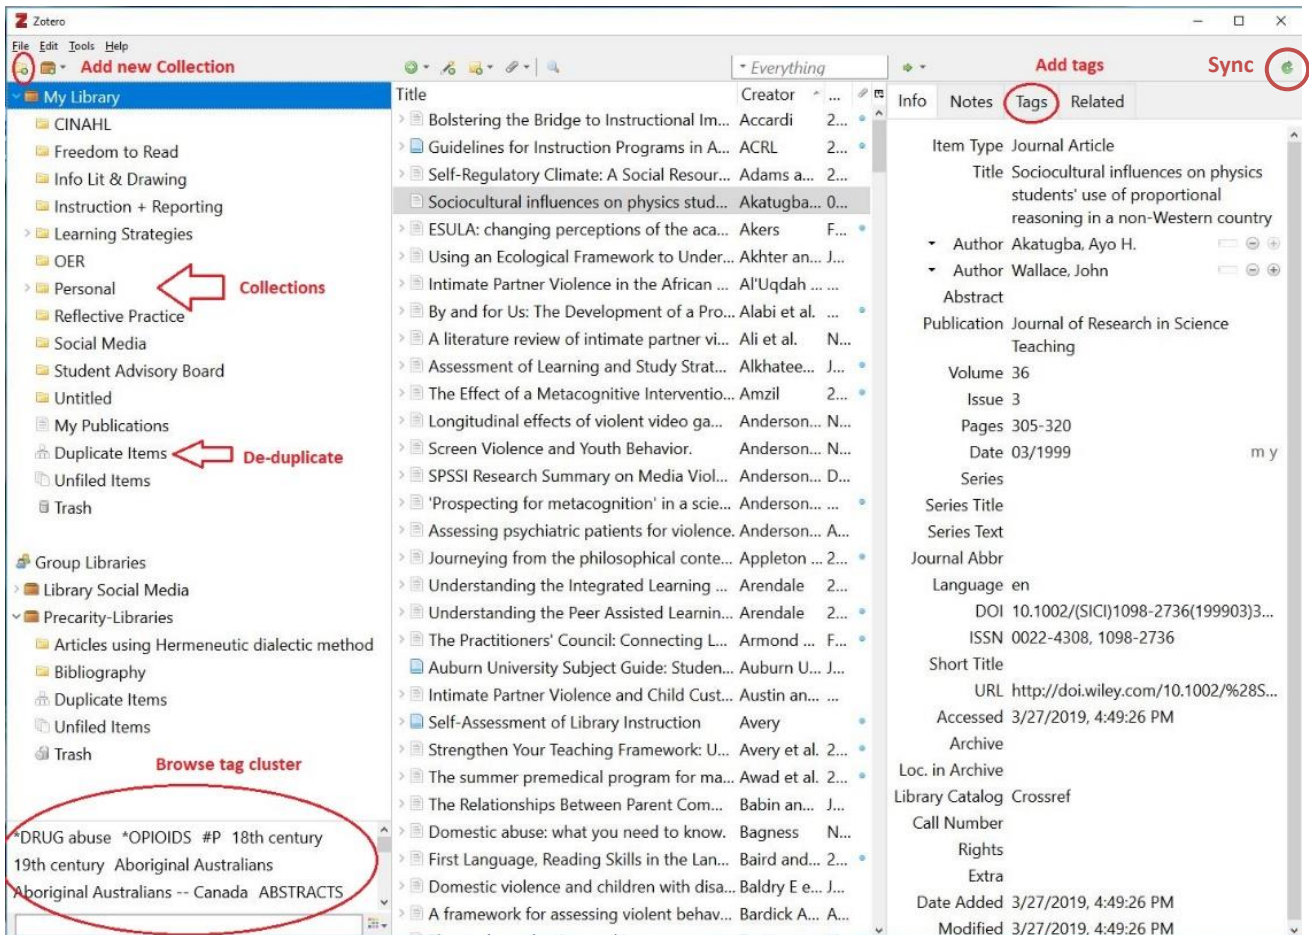 Zotero
File Edit Tools Help
Add new Collection
Everything
Add tags
Sync
My Library
CINAHL
Freedom to Read
Info Lit & Drawing
Instruction + Reporting
Learning Strategies
OER
Personal
Collections
Reflective Practice
Social Media
Student Advisory Board
Untitled
My Publications
Duplicate Items
De-duplicate
Unfiled Items
Trash
Group Libraries
Library Social Media
Precarity-Libraries
Articles using Hermeneutic dialectic method
Bibliography
Duplicate Items
Unfiled Items
Trash
Browse tag cluster
*DRUG abuse *OPIOIDS #P 18th century
19th century Aboriginal Australians
Aboriginal Australians -- Canada ABSTRACTS
Title Creator ...
Bolstering the Bridge to Instructional Im... Accardi 2...
Guidelines for Instruction Programs in A... ACRL 2...
Self-Regulatory Climate: A Social Resour... Adams a... 2...
Sociocultural influences on physics stud... Akatugba... 0...
ESULA: changing perceptions of the aca... Akers F...
Using an Ecological Framework to Under... Akhter an... J...
Intimate Partner Violence in the African ... Al'Uqdah ... ...
By and for Us: The Development of a Pro... Alabi et al. ...
A literature review of intimate partner vi... Ali et al. N...
Assessment of Learning and Study Strat... Alkhatee... J...
The Effect of a Metacognitive Interventio... Amzil 2...
Longitudinal effects of violent video ga... Anderson... N...
Screen Violence and Youth Behavior. Anderson... N...
SPSSI Research Summary on Media Viol... Anderson... D...
'Prospecting for metacognition' in a scie... Anderson... ...
Assessing psychiatric patients for violence. Anderson... A...
Journeying from the philosophical conte... Appleton ... 2...
Understanding the Integrated Learning ... Arendale 2...
Understanding the Peer Assisted Learnin... Arendale 2...
The Practitioners' Council: Connecting L... Armond ... F...
Auburn University Subject Guide: Studen... Auburn U... J...
Intimate Partner Violence and Child Cust... Austin an... ...
Self-Assessment of Library Instruction Avery
Strengthen Your Teaching Framework: U... Avery et al. 2...
The summer premedical program for ma... Awad et al. 2...
The Relationships Between Parent Com... Babin an... J...
Domestic abuse: what you need to know. Bagness N...
First Language, Reading Skills in the Lan... Baird and... 2...
Domestic violence and children with disa... Baldry E e... J...
A framework for assessing violent behav... Bardick A... A...
Info Notes Tags Related
Item Type Journal Article
Title Sociocultural influences on physics
students' use of proportional
reasoning in a non-Western country
Author Akatugba, Ayo H.
Author Wallace, John
Abstract
Publication Journal of Research in Science
Teaching
Volume 36
Issue 3
Pages 305-320
Date 03/1999 m y
Series
Series Title
Series Text
Journal Abbr
Language en
DOI 10.1002/(SICI)1098-2736(199903)3...
ISSN 0022-4308, 1098-2736
Short Title
URL http://doi.wiley.com/10.1002/%28S...
Accessed 3/27/2019, 4:49:26 PM
Archive
Loc. in Archive
Library Catalog Crossref
Call Number
Rights
Extra
Date Added 3/27/2019, 4:49:26 PM
Modified 3/27/2019, 4:49:26 PM